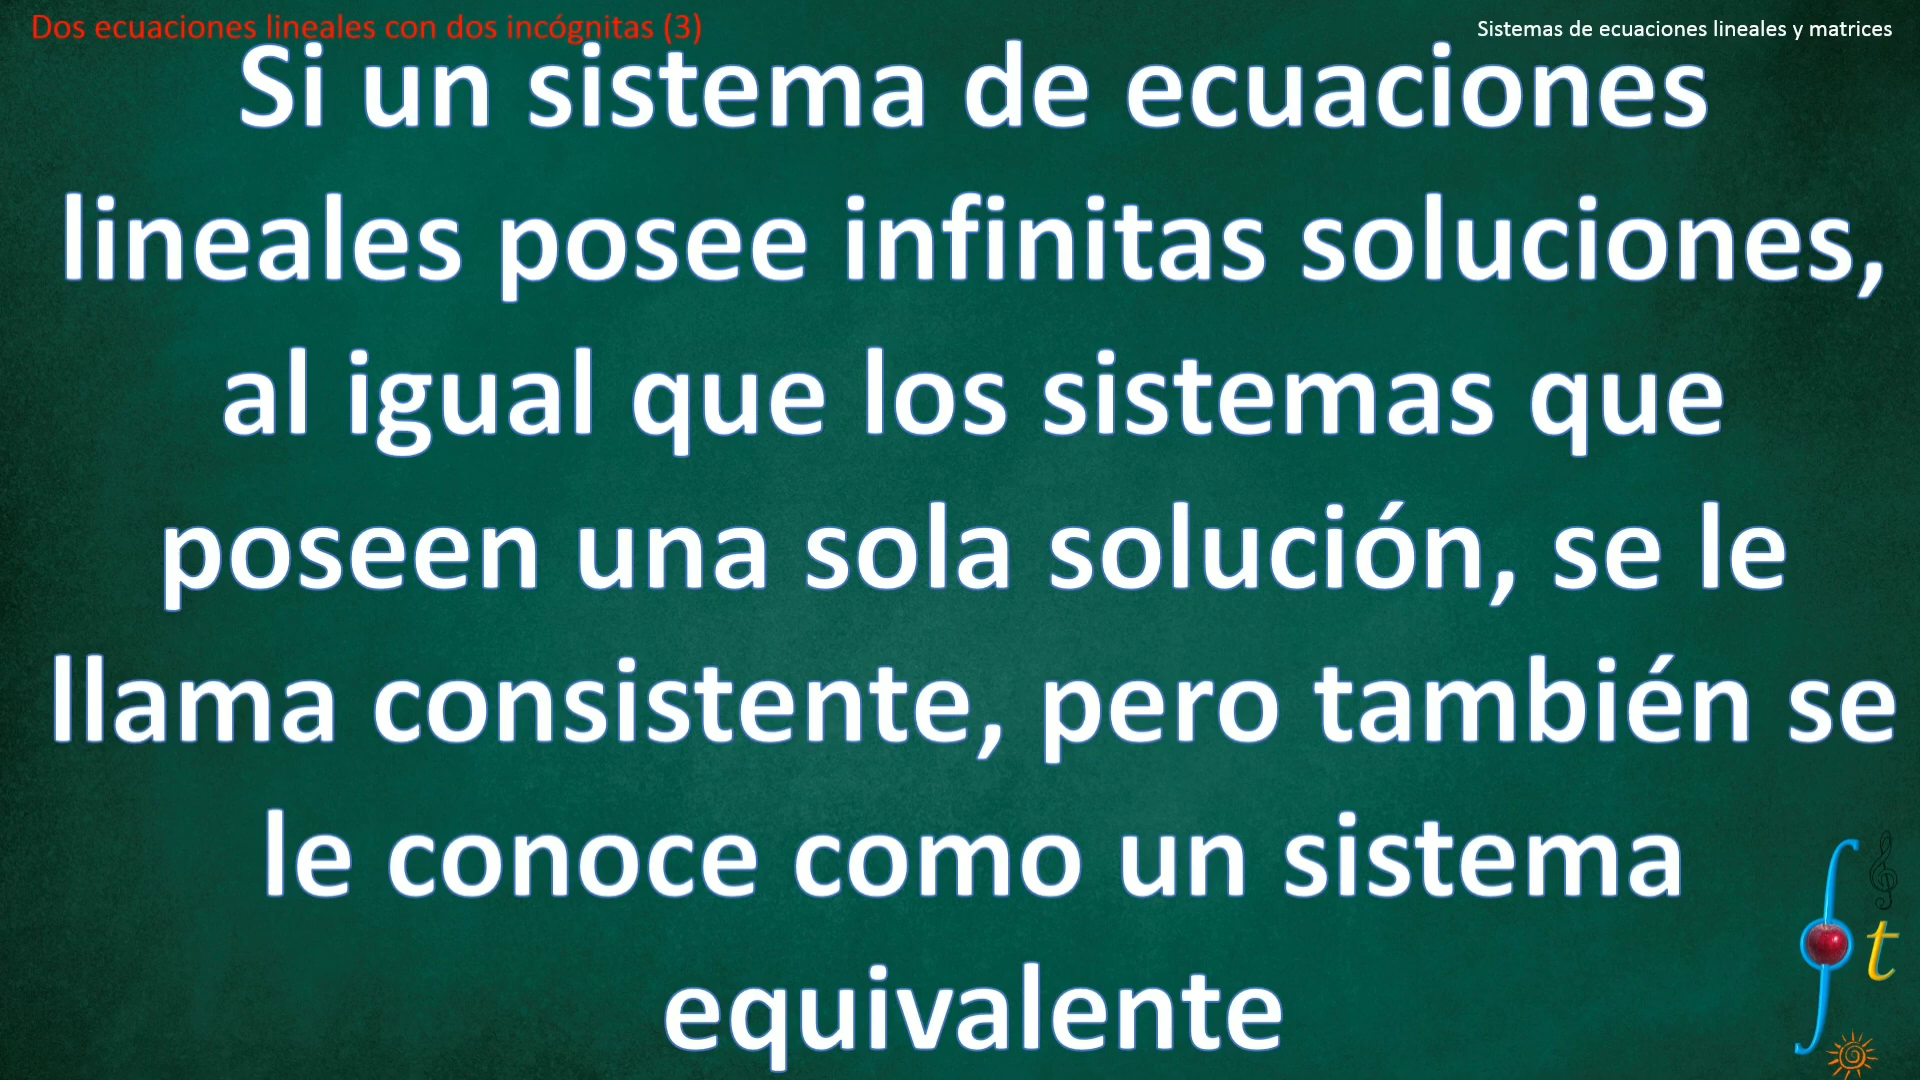 Dos ecuaciones lineales con dos incógnitas (3)
Sistemas de ecuaciones lineales y matrices
Si un sistema de ecuaciones
lineales posee infinitas soluciones,
al igual que los sistemas que
poseen una sola solución, se le
llama consistente, pero también se
le conoce como un sistema
equivalente
t